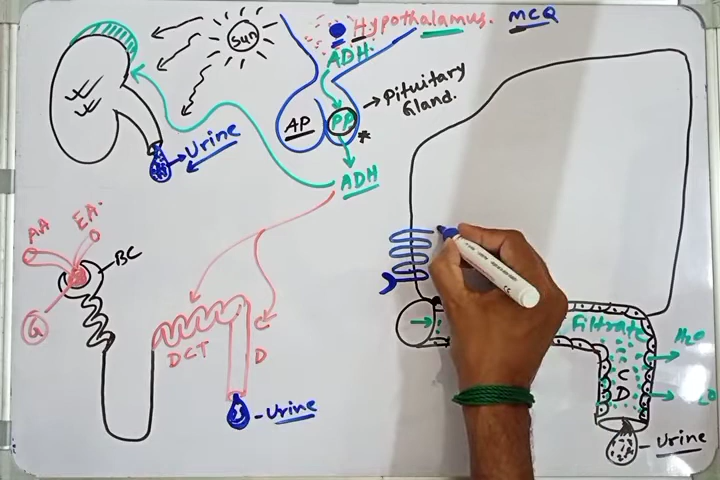 Hypothalamus.
MCQ
Sun
ADH
AP
PP
Pituitary
Gland.
*
Urine
ADH
AA
EA
BC
G
DCT
D
Urine
Filtrate
H2O
C
D
Urine